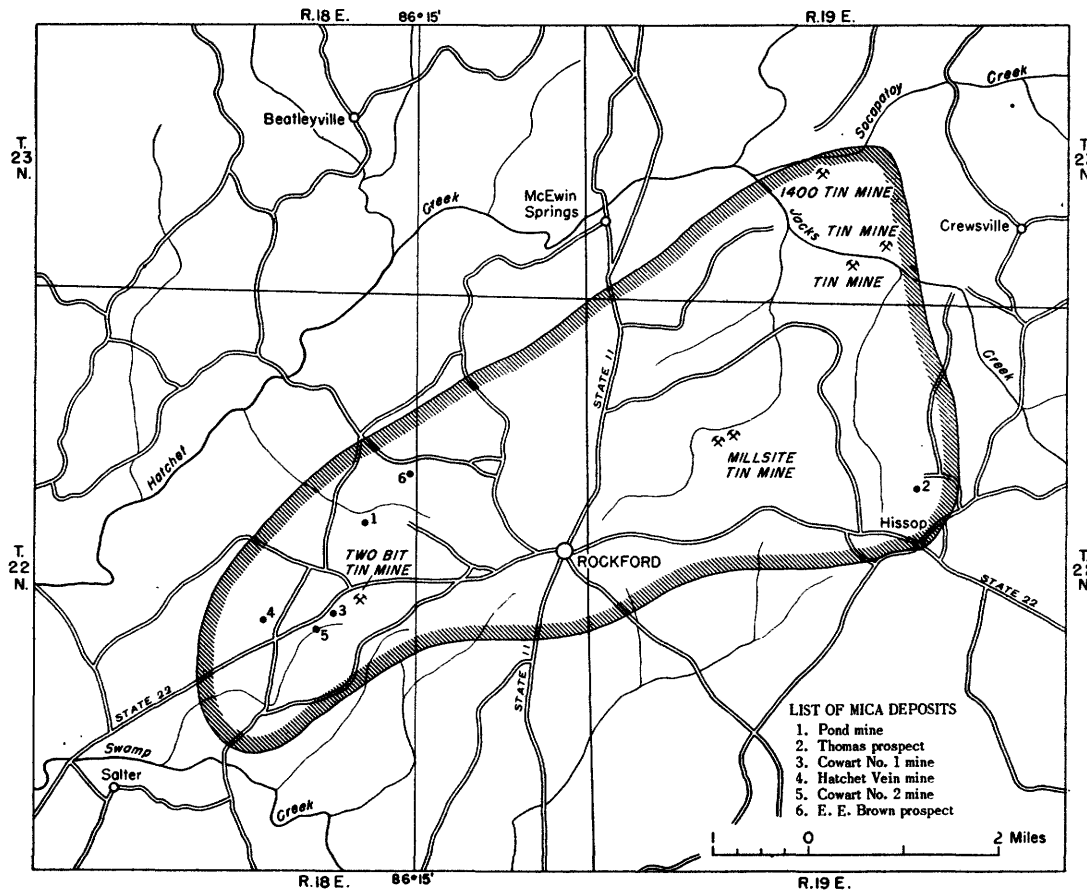 R.18 E.
86°15'
R.19 E.
Beatleyville
Creek
Socapatoy
T.
23
N.
T.
23
N.
McEwin
Springs
Creek
1400 TIN MINE
Jacks
TIN MINE
Crewsville
TIN MINE
Creek
STATE 11
Hatchet
MILLSITE
TIN MINE
6
2
1
Hissop
TWO BIT
TIN MINE
ROCKFORD
T.
22
N.
T.
22
N.
STATE 22
4
3
5
STATE 22
STATE 11
Swamp
Salter
Creek
LIST OF MICA DEPOSITS
1. Pond mine
2. Thomas prospect
3. Cowart No. 1 mine
4. Hatchet Vein mine
5. Cowart No. 2 mine
6. E. E. Brown prospect
1 0 2 Miles
R.18 E.
86°15'
R.19 E.